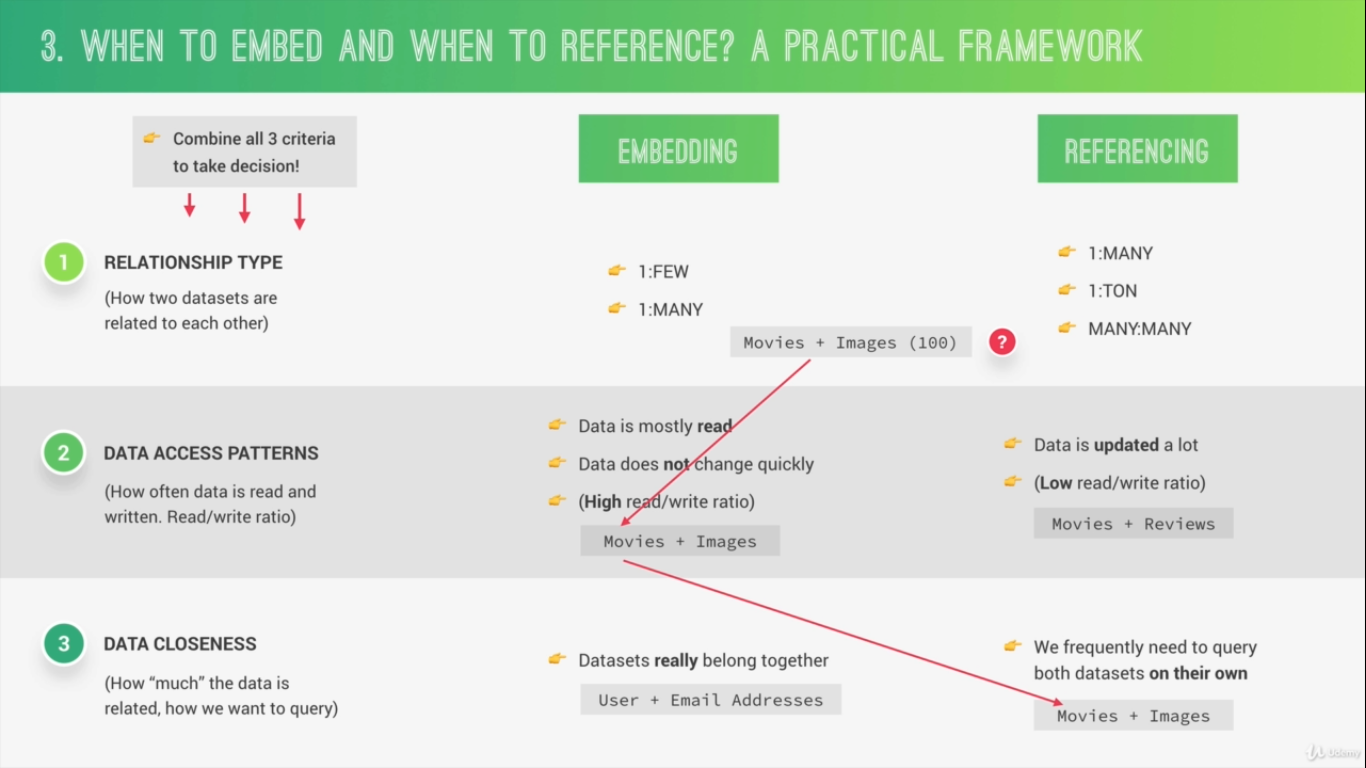 3. WHEN TO EMBED AND WHEN TO REFERENCE? A PRACTICAL FRAMEWORK
Combine all 3 criteria
to take decision!
EMBEDDING
REFERENCING
1
RELATIONSHIP TYPE
(How two datasets are
related to each other)
1:FEW
1:MANY
Movies + Images (100)
?
1:MANY
1:TON
MANY:MANY
2
DATA ACCESS PATTERNS
(How often data is read and
written. Read/write ratio)
Data is mostly read
Data does not change quickly
(High read/write ratio)
Movies + Images
Data is updated a lot
(Low read/write ratio)
Movies + Reviews
3
DATA CLOSENESS
(How “much” the data is
related, how we want to query)
Datasets really belong together
User + Email Addresses
We frequently need to query
both datasets on their own
Movies + Images
Udemy